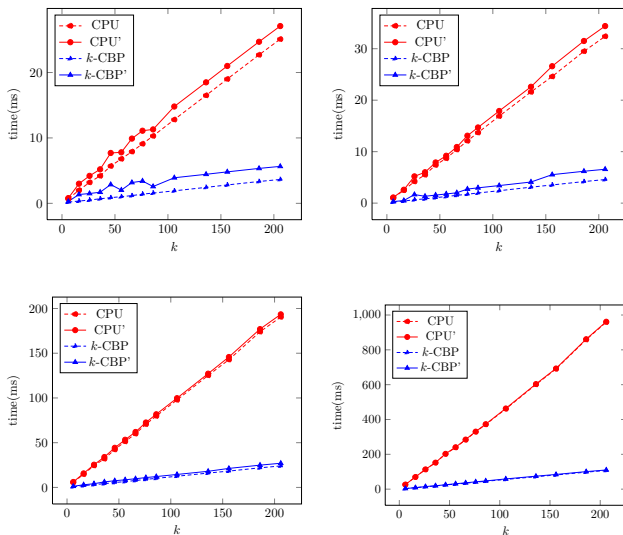 CPU
CPU'
k-CBP
k-CBP'
time(ms)
20
10
0
0
50
100
150
200
k
CPU
CPU'
k-CBP
k-CBP'
time(ms)
30
20
10
0
0
50
100
150
200
k
CPU
CPU'
k-CBP
k-CBP'
time(ms)
200
150
100
50
0
0
50
100
150
200
k
CPU
CPU'
k-CBP
k-CBP'
time(ms)
1,000
800
600
400
200
0
0
50
100
150
200
k